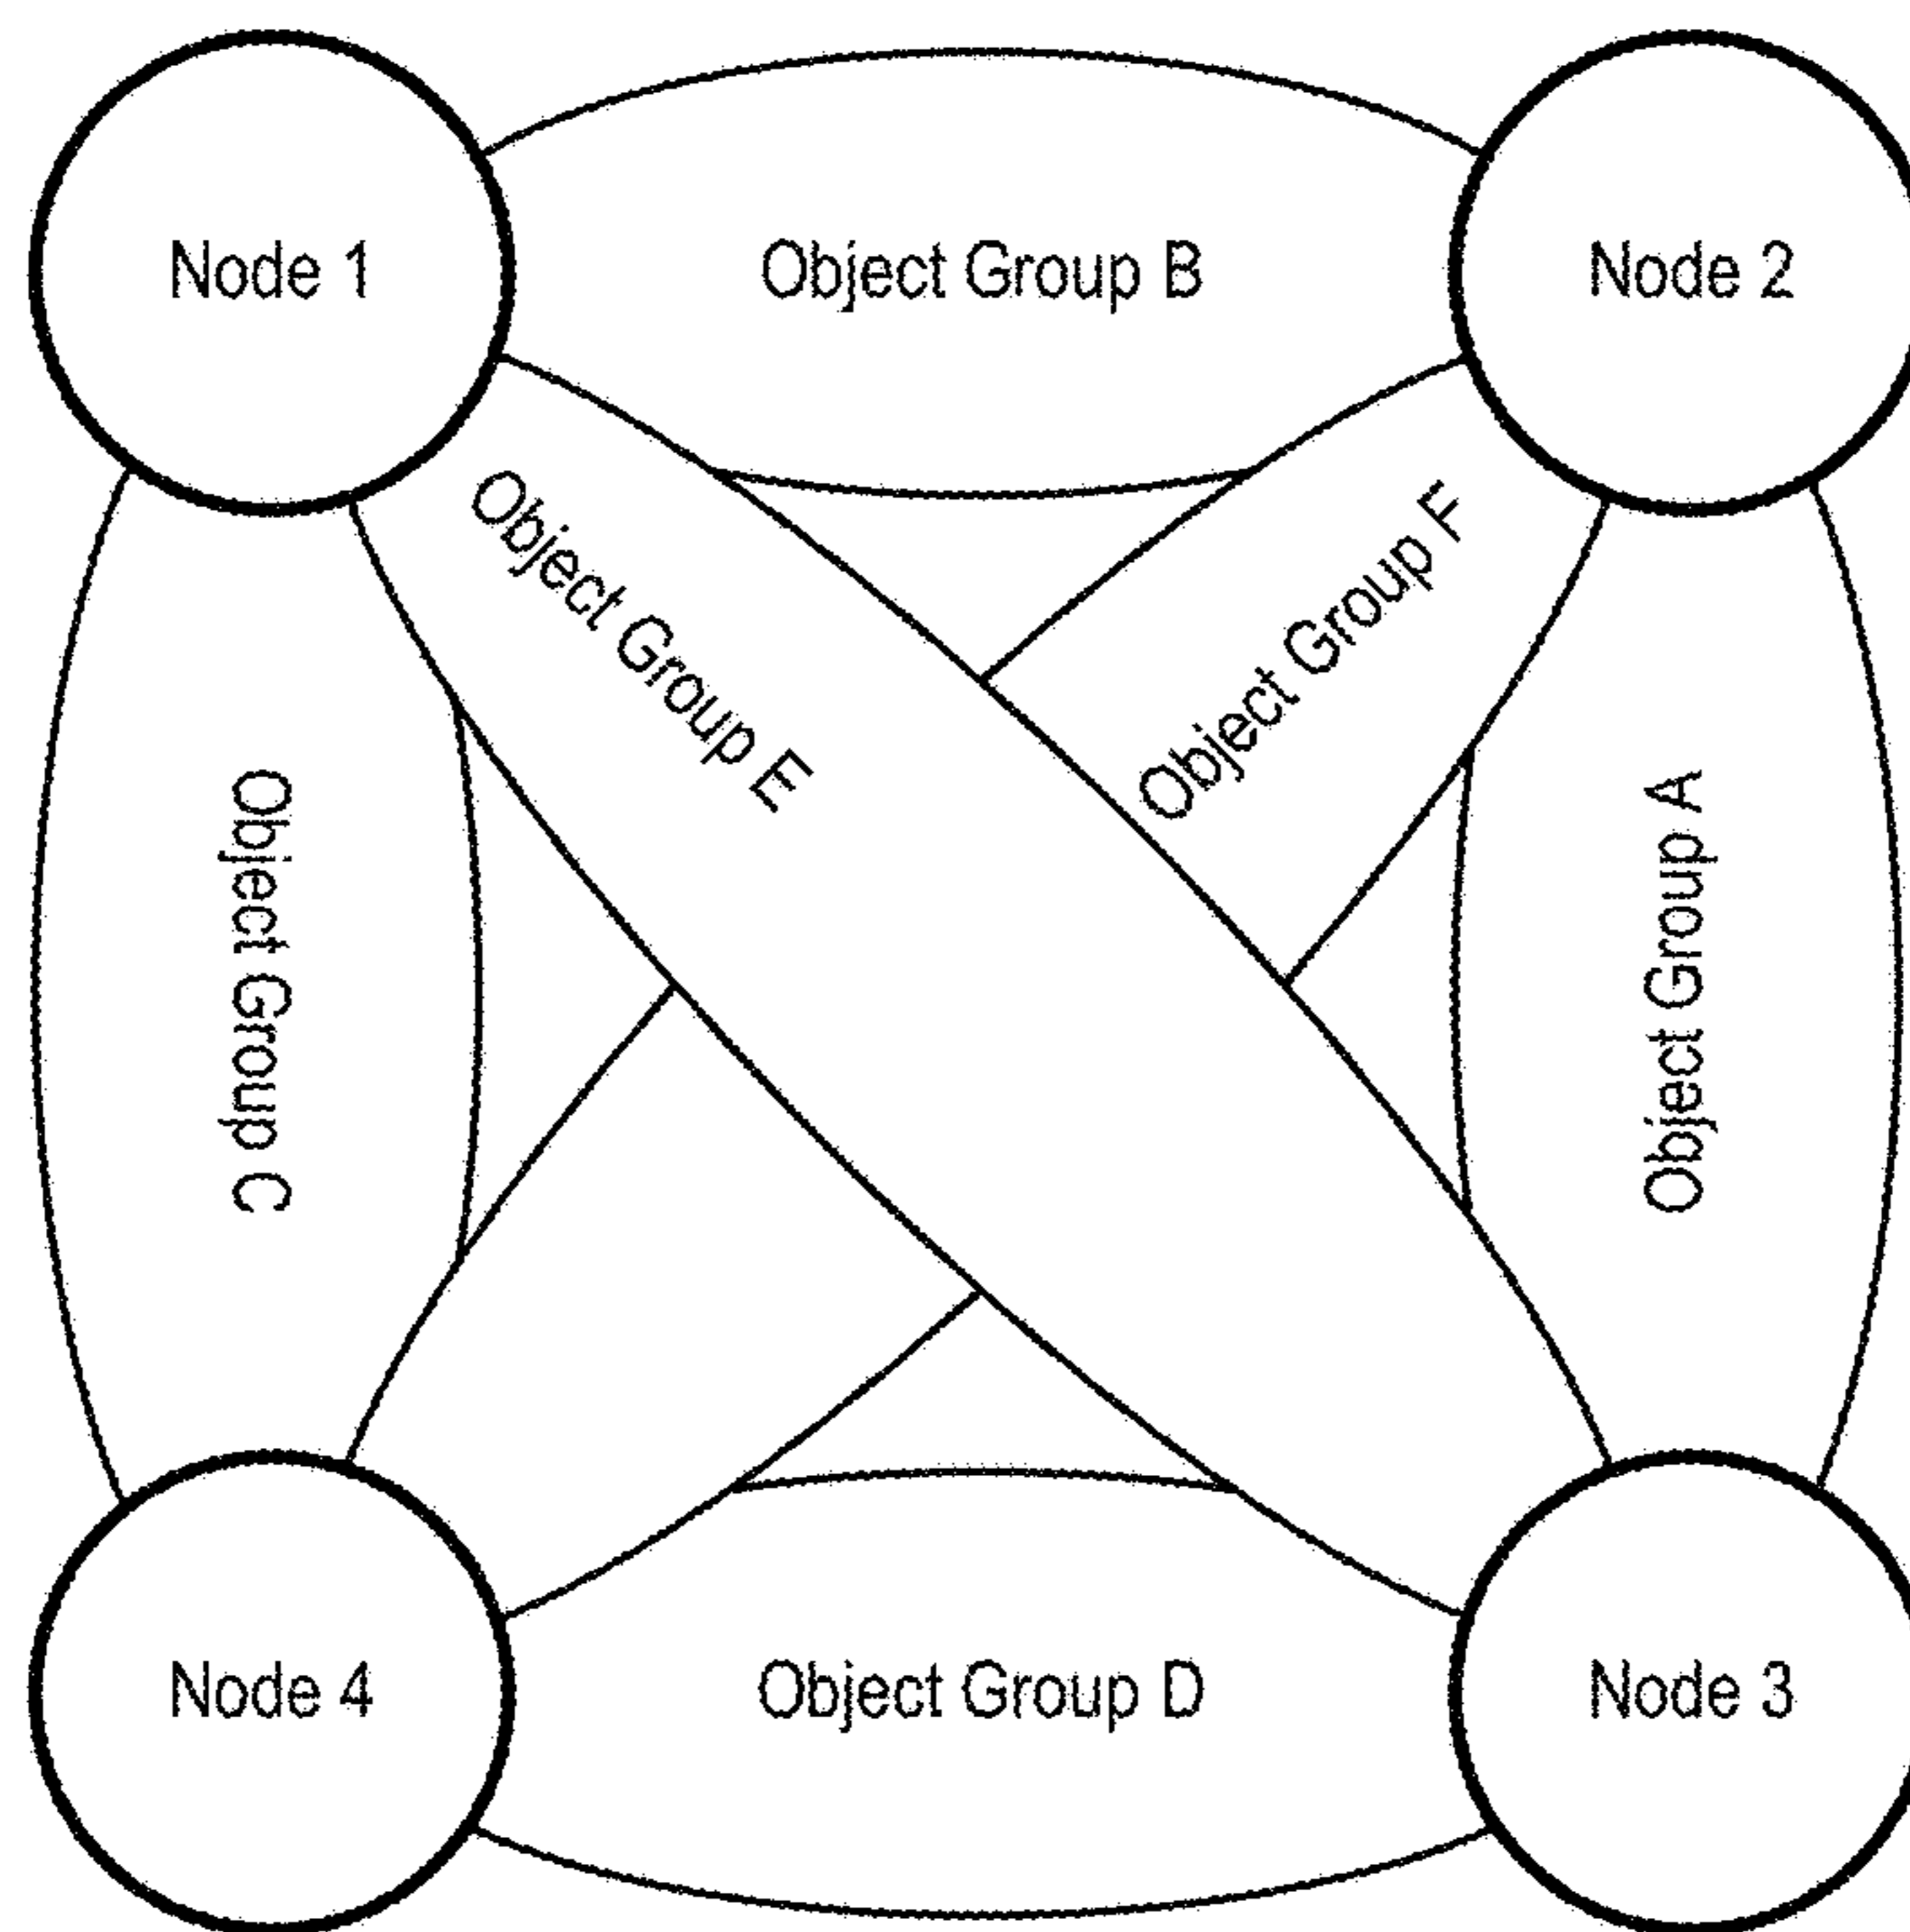 Node 1
Object Group B
Node 2
Object Group E
Object Group F
Object Group C
Object Group A
Node 4
Object Group D
Node 3